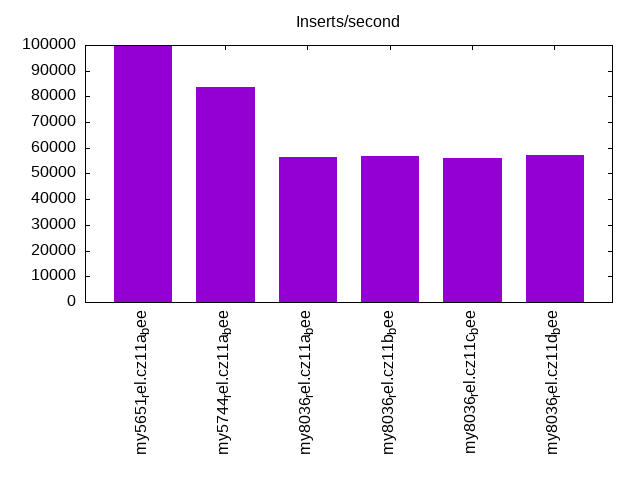 Inserts/second
100000
90000
80000
70000
60000
50000
40000
30000
20000
10000
0
my5651rel.cz11abee
my5744rel.cz11abee
my8036rel.cz11abee
my8036rel.cz11bbee
my8036rel.cz11cbee
my8036rel.cz11dbee